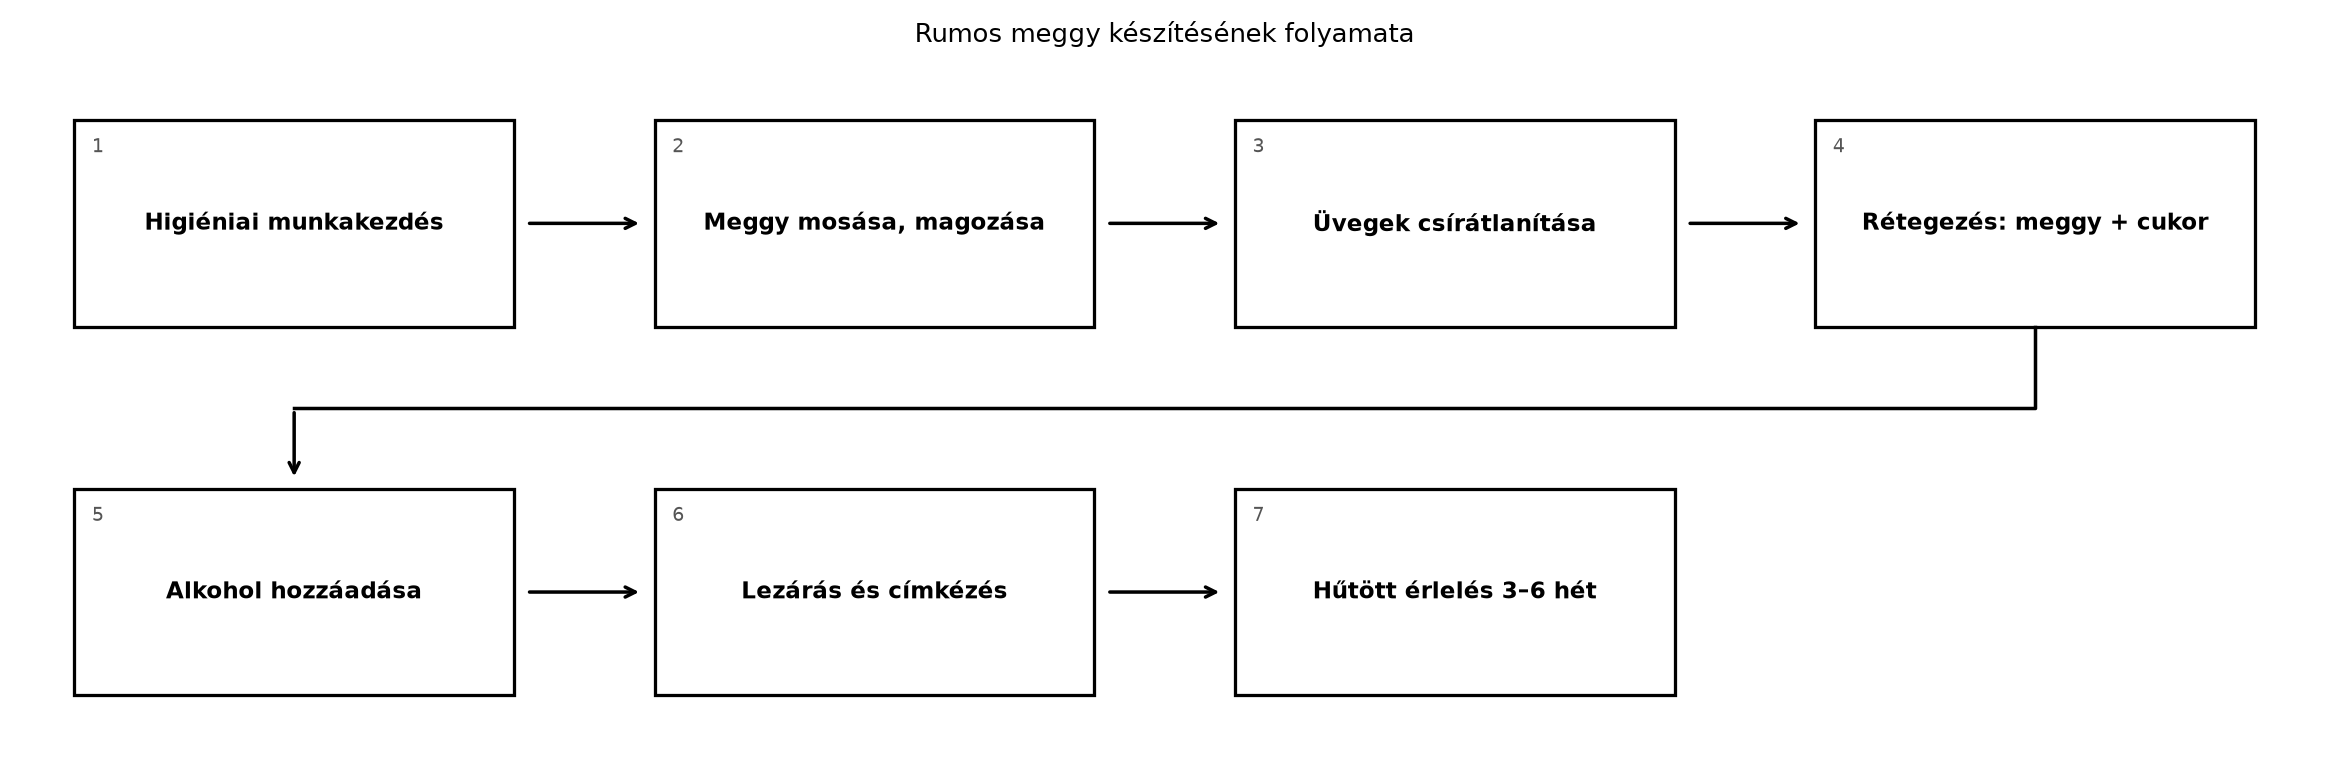 Rumos meggy készítésének folyamata
1
Higiéniai munkakezdés
2
Meggy mosása, magozása
3
Üvegek csírátlanítása
4
Rétegezés: meggy + cukor
5
Alkohol hozzáadása
6
Lezárás és címkézés
7
Hűtött érlelés 3–6 hét